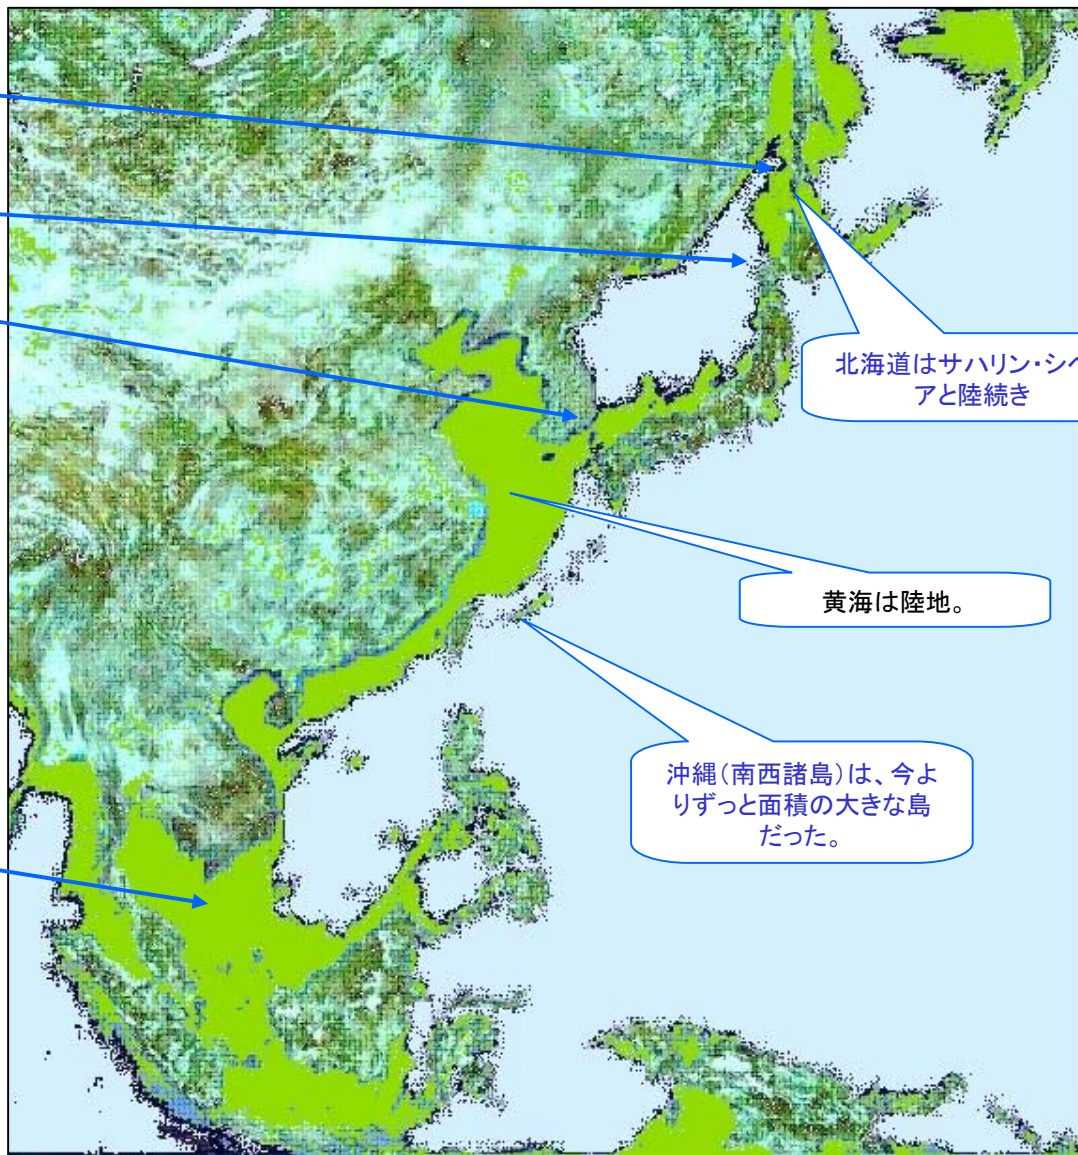 北海道はサハリン・シベ
アと陸続き
黄海は陸地。
沖縄(南西諸島)は、今よ
りずっと面積の大きな島
だった。